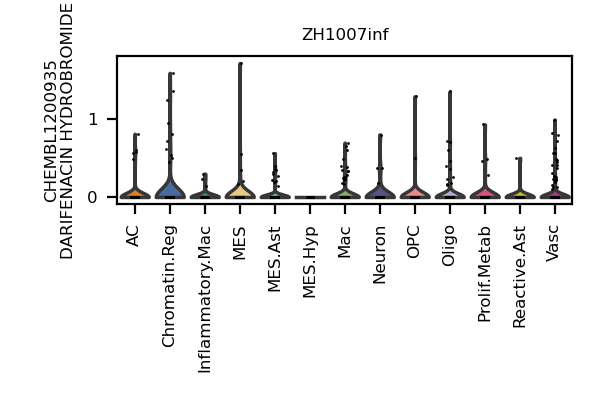 ZH1007inf
CHEMBL1200935
DARIFENACIN HYDROBROMIDE
1
0
AC
Chromatin.Reg
Inflammatory.Mac
MES
MES.Ast
MES.Hyp
Mac
Neuron
OPC
Oligo
Prolif.Metab
Reactive.Ast
Vasc